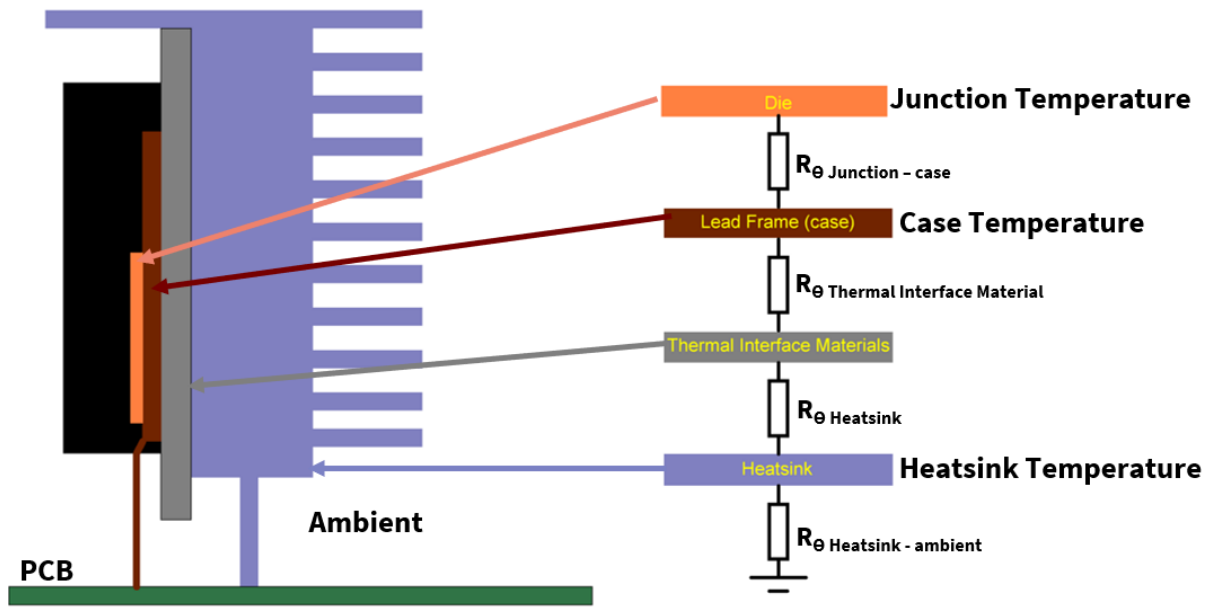 Die
Junction Temperature
RΘ Junction – case
Lead Frame (case)
Case Temperature
RΘ Thermal Interface Material
Thermal Interface Materials
RΘ Heatsink
Heatsink
Heatsink Temperature
Ambient
RΘ Heatsink - ambient
PCB